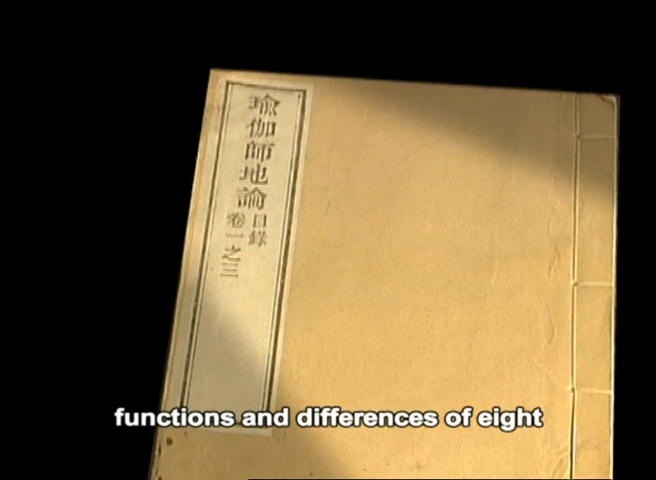 瑜伽師地論
目錄
卷一之三
functions and differences of eight